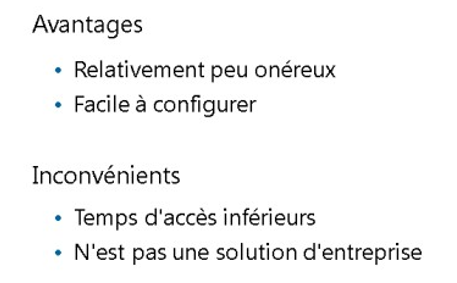 Avantages
• Relativement peu onéreux
• Facile à configurer
Inconvénients
• Temps d'accès inférieurs
• N'est pas une solution d'entreprise